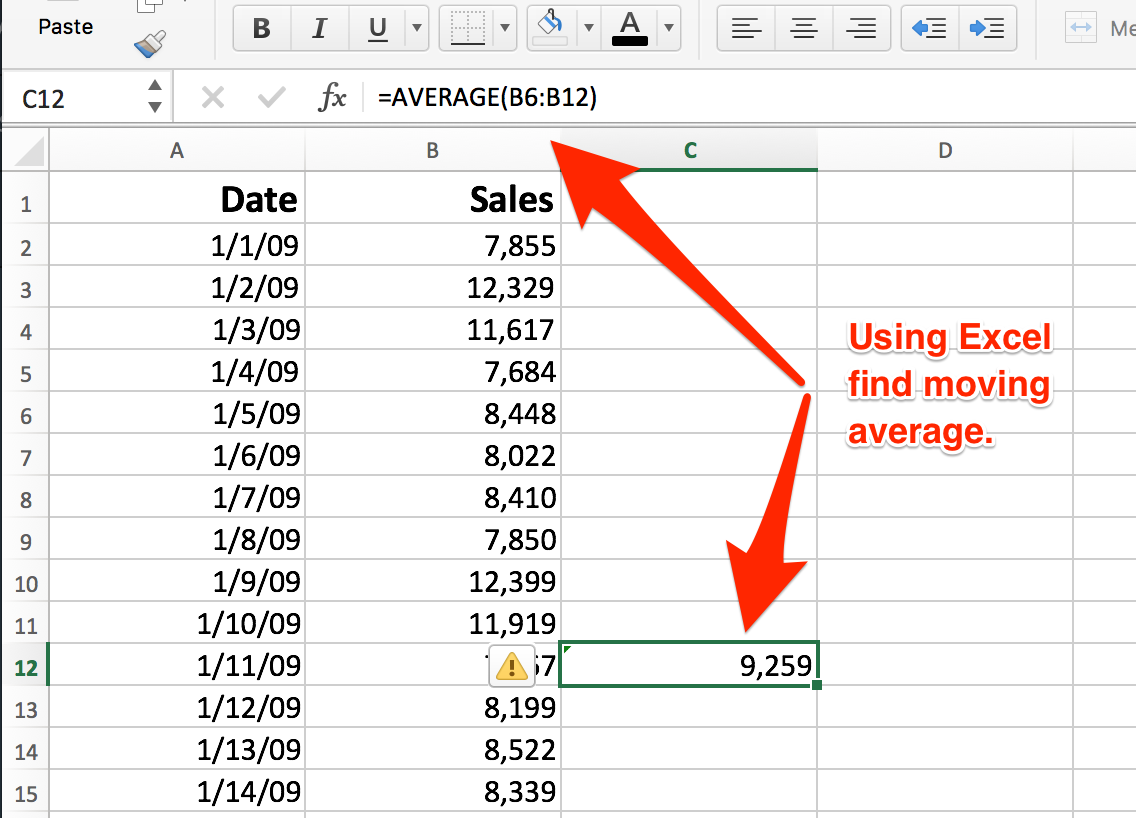 Paste
B I U A
Me
C12 fx =AVERAGE(B6:B12)
A B C D
1 Date Sales
2 1/1/09 7,855
3 1/2/09 12,329
4 1/3/09 11,617
5 1/4/09 7,684
6 1/5/09 8,448
7 1/6/09 8,022
8 1/7/09 8,410
9 1/8/09 7,850
10 1/9/09 12,399
11 1/10/09 11,919
12 1/11/09 9,259
13 1/12/09 8,199
14 1/13/09 8,522
15 1/14/09 8,339
Using Excel
find moving
average.